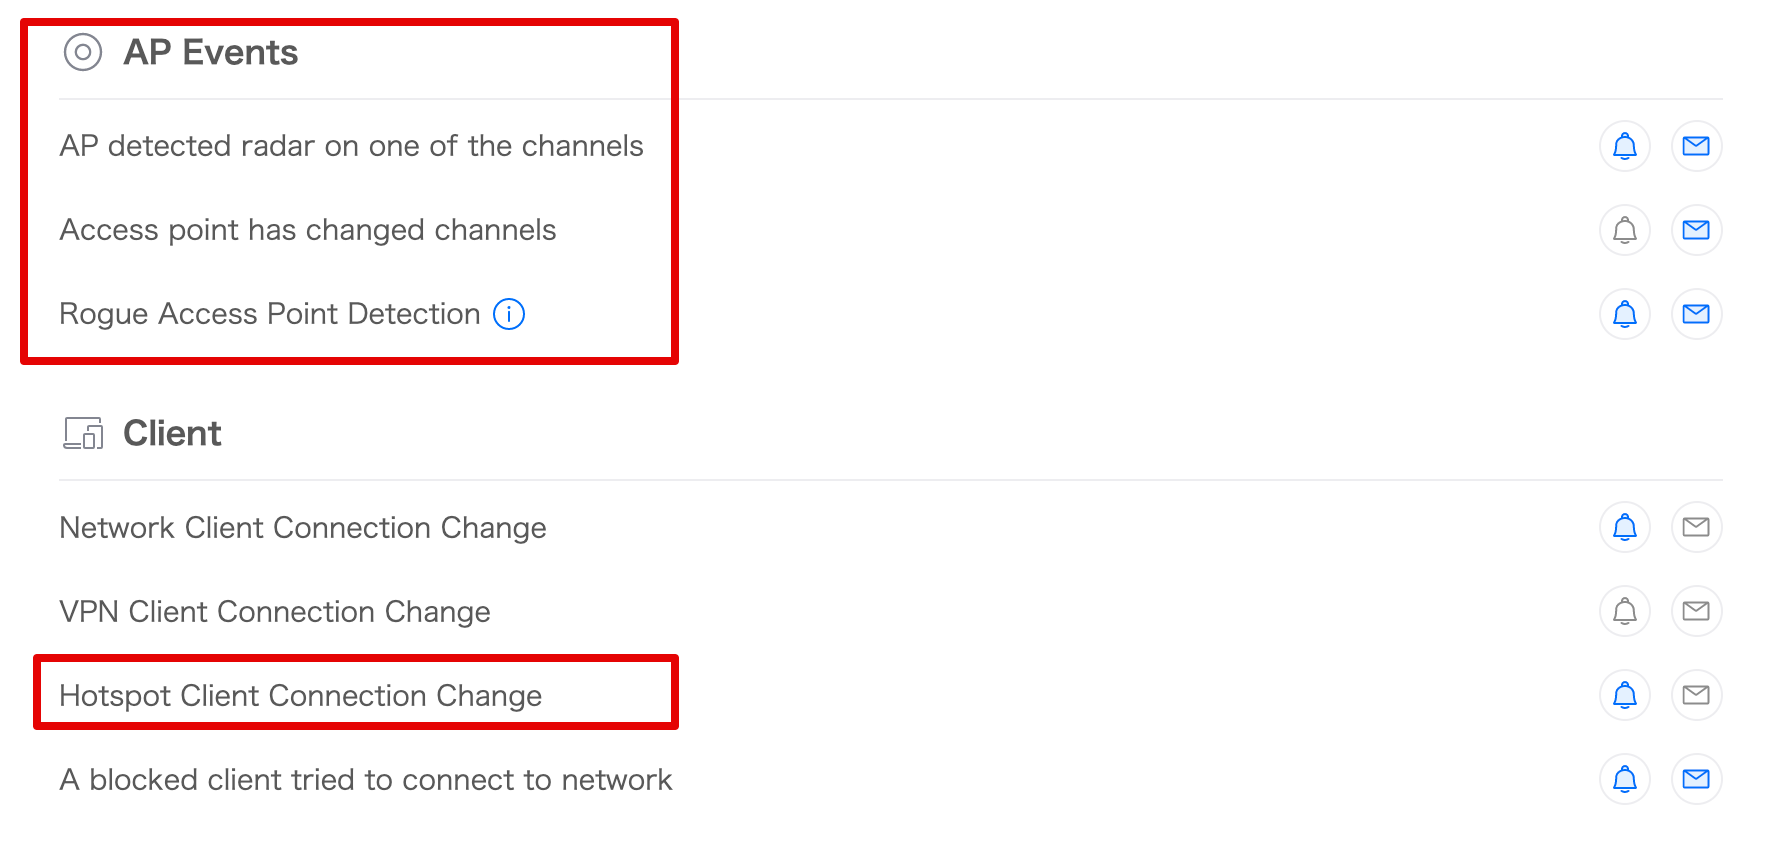 AP Events
AP detected radar on one of the channels
Access point has changed channels
Rogue Access Point Detection
Client
Network Client Connection Change
VPN Client Connection Change
Hotspot Client Connection Change
A blocked client tried to connect to network